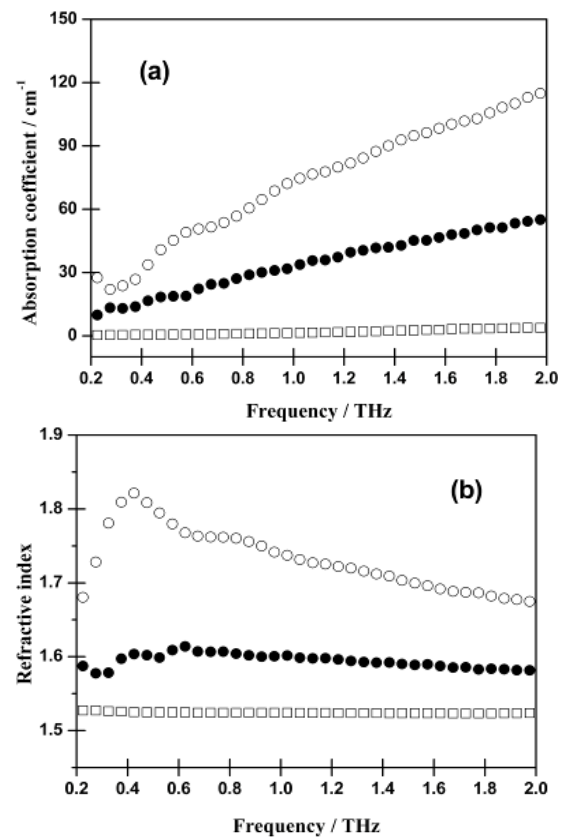 150
120
90
60
30
0
Absorption coefficient / cm⁻¹
(a)
0.2 0.4 0.6 0.8 1.0 1.2 1.4 1.6 1.8 2.0
Frequency / THz
1.9
1.8
1.7
1.6
1.5
Refractive index
(b)
0.2 0.4 0.6 0.8 1.0 1.2 1.4 1.6 1.8 2.0
Frequency / THz